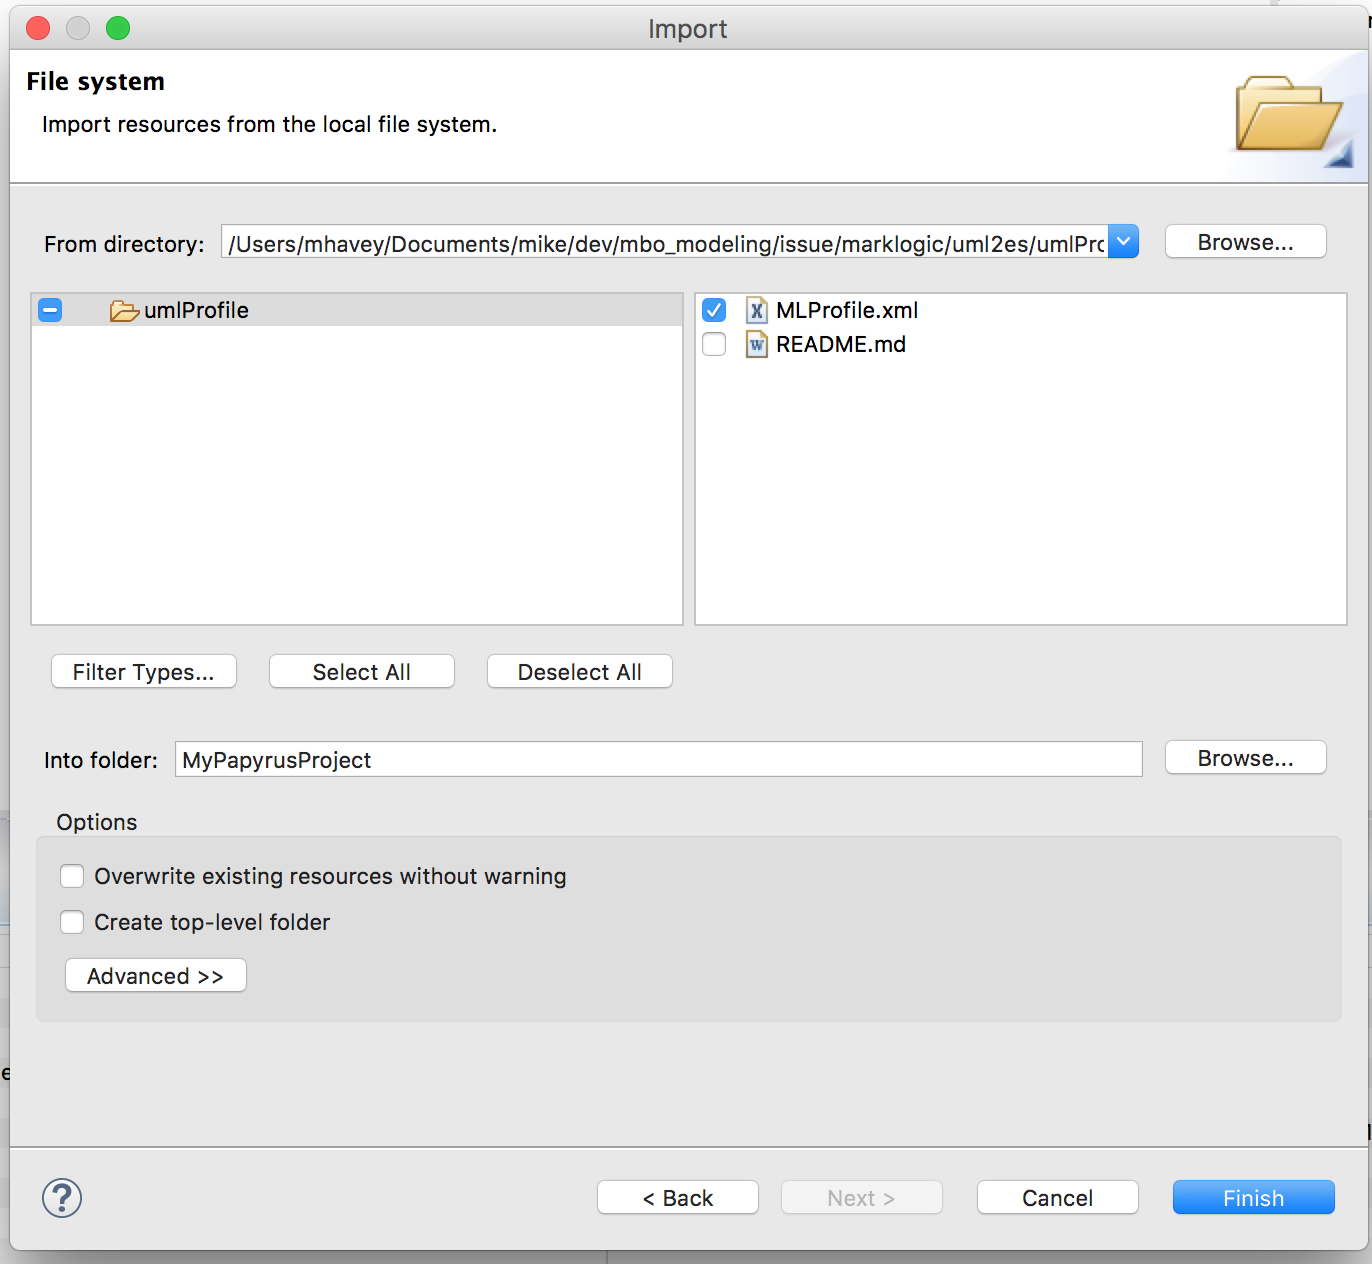 Import
File system
Import resources from the local file system.
From directory: /Users/mhavey/Documents/mike/dev/mbo_modeling/issue/marklogic/uml2es/umlPro Browse...
umlProfile
MLProfile.xml
README.md
Filter Types... Select All Deselect All
Into folder: MyPapyrusProject Browse...
Options
Overwrite existing resources without warning
Create top-level folder
Advanced >>
? < Back Next > Cancel Finish